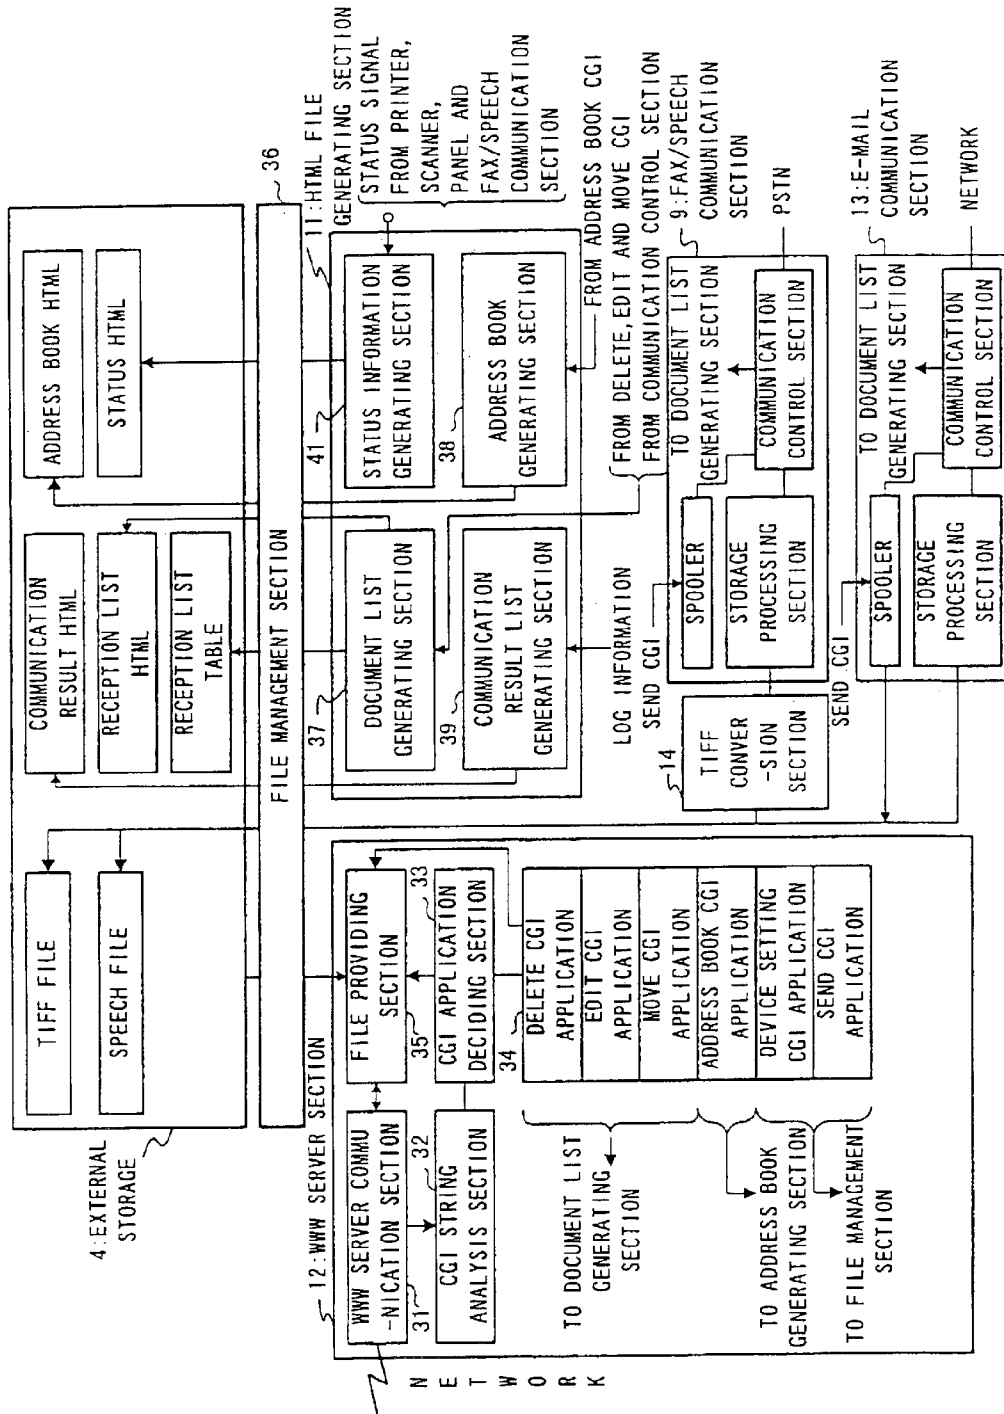 4:EXTERNAL
STORAGE
TIFF FILE
SPEECH FILE
COMMUNICATION
RESULT HTML
RECEPTION LIST
HTML
RECEPTION LIST
TABLE
ADDRESS BOOK HTML
STATUS HTML
FILE MANAGEMENT SECTION
36
12:WWW SERVER SECTION
WWW SERVER COMMU
-NICATION SECTION
31
32
CGI STRING
ANALYSIS SECTION
FILE PROVIDING
SECTION
35
33
CGI APPLICATION
DECIDING SECTION
34
DELETE CGI
APPLICATION
EDIT CGI
APPLICATION
MOVE CGI
APPLICATION
ADDRESS BOOK CGI
APPLICATION
DEVICE SETTING
CGI APPLICATION
SEND CGI
APPLICATION
TO DOCUMENT LIST
GENERATING
SECTION
TO ADDRESS BOOK
GENERATING SECTION
TO FILE MANAGEMENT
SECTION
NETWORK
11:HTML FILE
GENERATING SECTION
37
DOCUMENT LIST
GENERATING SECTION
39
COMMUNICATION
RESULT LIST
GENERATING SECTION
41
STATUS INFORMATION
GENERATING SECTION
38
ADDRESS BOOK
GENERATING SECTION
STATUS SIGNAL
FROM PRINTER,
SCANNER,
PANEL AND
FAX/SPEECH
COMMUNICATION
SECTION
FROM ADDRESS BOOK CGI
FROM DELETE,EDIT AND MOVE CGI
FROM COMMUNICATION CONTROL SECTION
LOG INFORMATION
SEND CGI
14
TIFF
CONVER
-SION
SECTION
9:FAX/SPEECH
COMMUNICATION
SECTION
TO DOCUMENT LIST
GENERATING SECTION
SPOOLER
STORAGE
PROCESSING
SECTION
COMMUNICATION
CONTROL SECTION
PSTN
SEND CGI
13:E-MAIL
COMMUNICATION
SECTION
TO DOCUMENT LIST
GENERATING SECTION
SPOOLER
STORAGE
PROCESSING
SECTION
COMMUNICATION
CONTROL SECTION
NETWORK